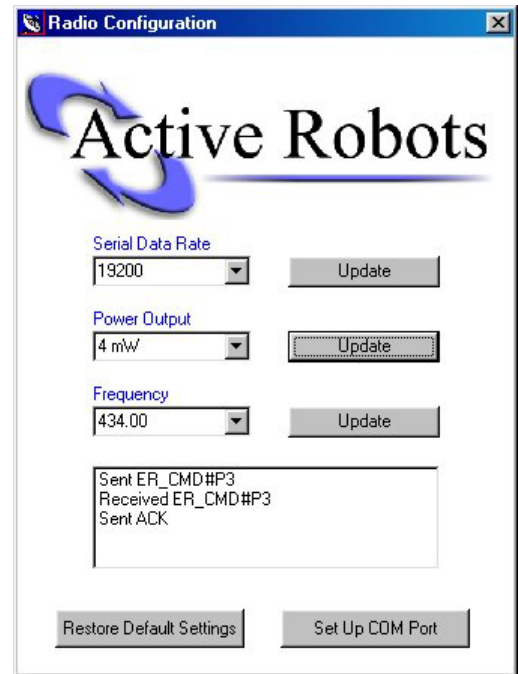 Radio Configuration
Active Robots
Serial Data Rate
19200
Update
Power Output
4 mW
Update
Frequency
434.00
Update
Sent ER_CMD#P3
Received ER_CMD#P3
Sent ACK
Restore Default Settings
Set Up COM Port